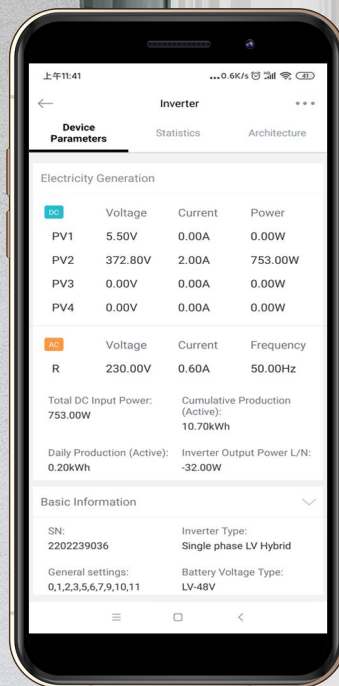 上午11:41 ...0.6K/s 41
Inverter
Device Parameters Statistics Architecture
Electricity Generation
DC Voltage Current Power
PV1 5.50V 0.00A 0.00W
PV2 372.80V 2.00A 753.00W
PV3 0.00V 0.00A 0.00W
PV4 0.00V 0.00A 0.00W
AC Voltage Current Frequency
R 230.00V 0.60A 50.00Hz
Total DC Input Power: Cumulative Production
753.00W (Active):
10.70kWh
Daily Production (Active): Inverter Output Power L/N:
0.20kWh -32.00W
Basic Information
SN: Inverter Type:
2202239036 Single phase LV Hybrid
General settings: Battery Voltage Type:
0,1,2,3,5,6,7,9,10,11 LV-48V